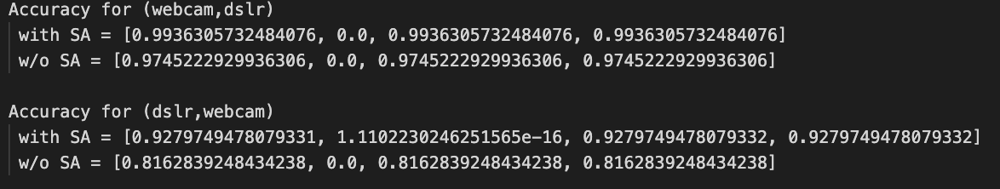 Accuracy for (webcam,dslr)
with SA = [0.9936305732484076, 0.0, 0.9936305732484076, 0.9936305732484076]
w/o SA = [0.9745222929936306, 0.0, 0.9745222929936306, 0.9745222929936306]
Accuracy for (dslr,webcam)
with SA = [0.9279749478079331, 1.1102230246251565e-16, 0.9279749478079332, 0.9279749478079332]
w/o SA = [0.8162839248434238, 0.0, 0.8162839248434238, 0.8162839248434238]